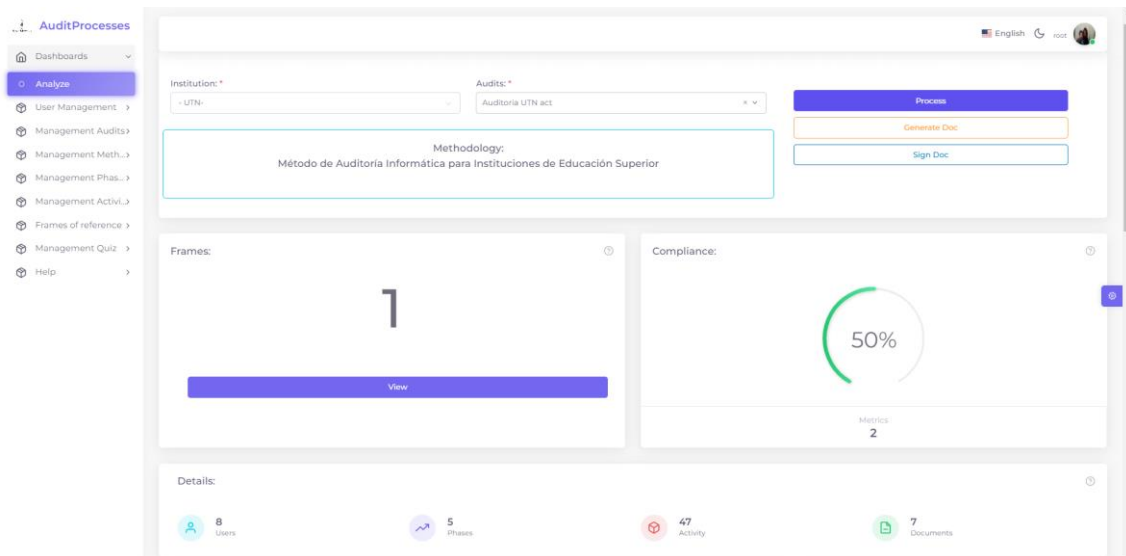 AuditProcesses
English root
Dashboards
Analyze
User Management
Management Audits
Management Meth...
Management Phas...
Management Activi...
Frames of reference
Management Quiz
Help
Institution: *
- UTN-
Audits: *
Auditoria UTN act
Process
Generate Doc
Sign Doc
Methodology:
Método de Auditoría Informática para Instituciones de Educación Superior
Frames:
1
View
Compliance:
50%
Metrics
2
Details:
8
Users
5
Phases
47
Activity
7
Documents